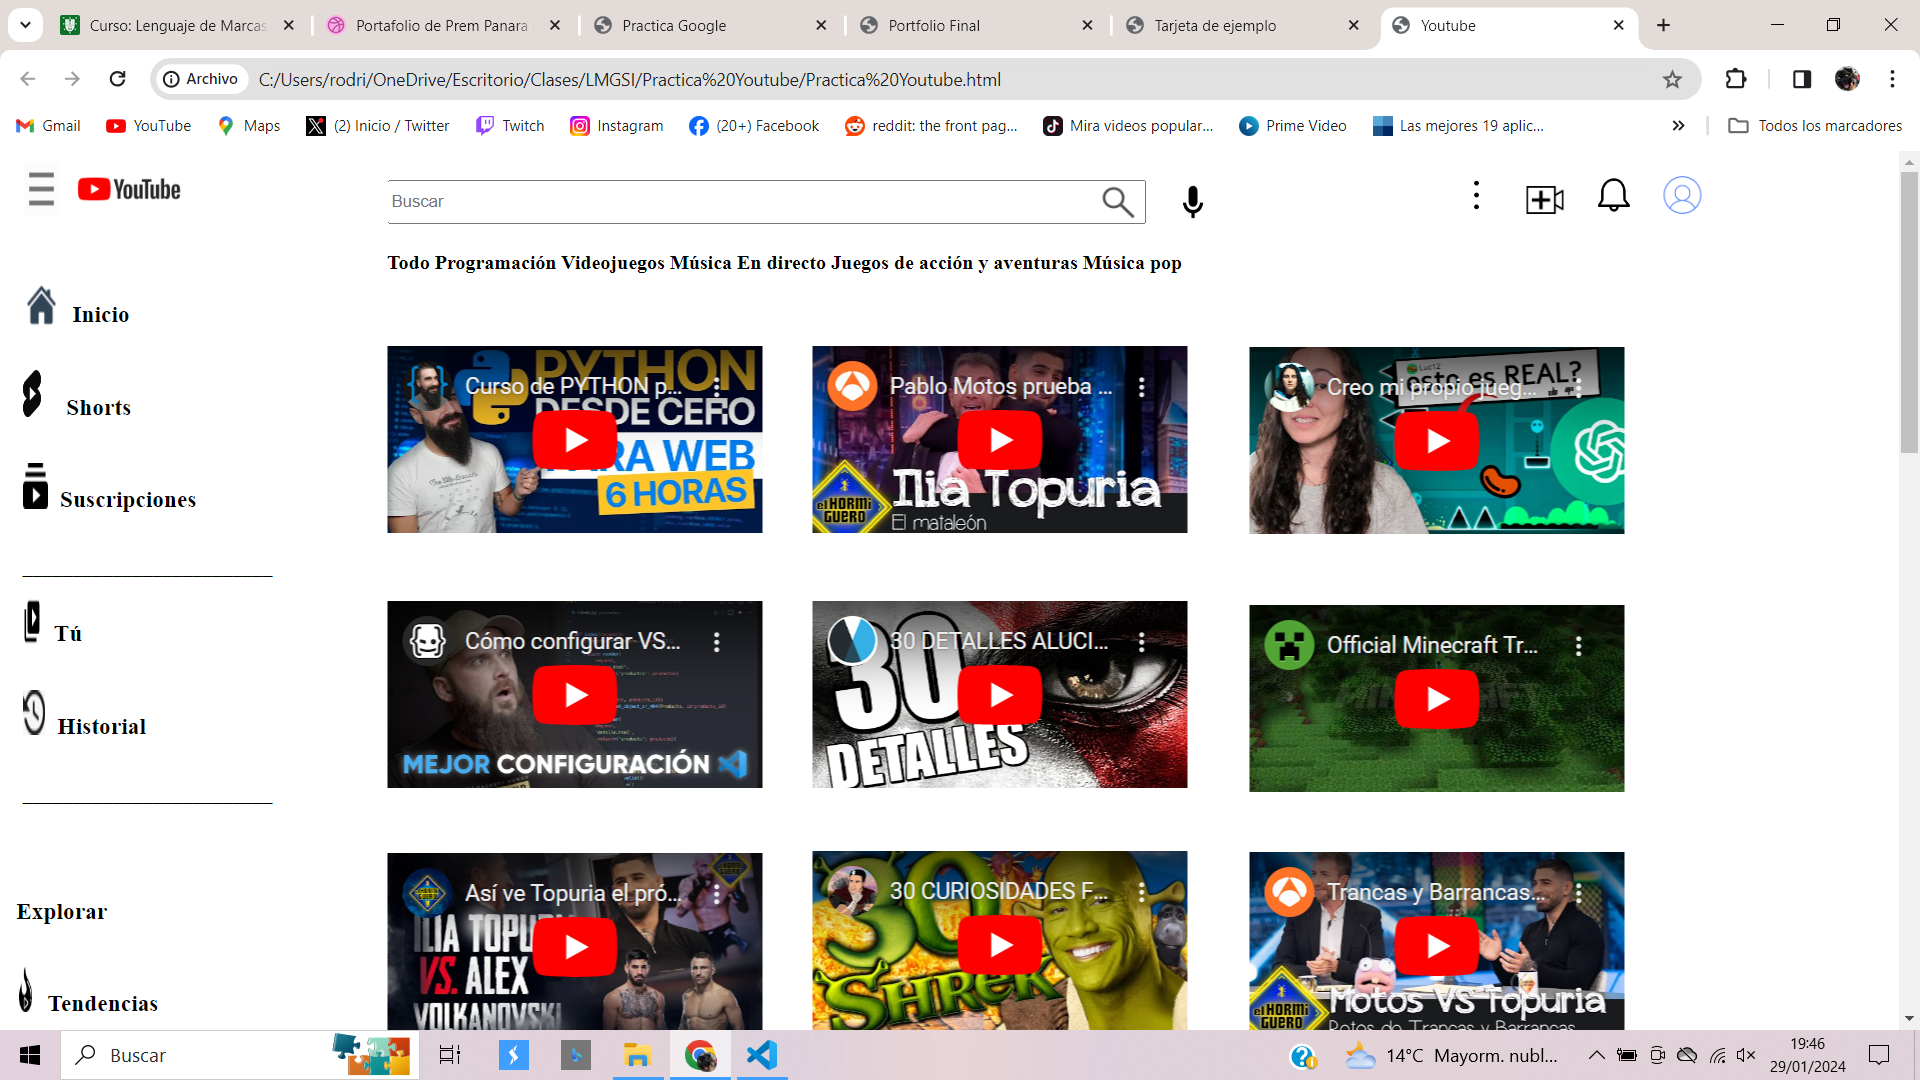 Curso: Lenguaje de Marcas
Portafolio de Prem Panara
Practica Google
Portfolio Final
Tarjeta de ejemplo
Youtube
Archivo
C:/Users/rodri/OneDrive/Escritorio/Clases/LMGSI/Practica%20Youtube/Practica%20Youtube.html
Gmail
YouTube
Maps
(2) Inicio / Twitter
Twitch
Instagram
(20+) Facebook
reddit: the front pag...
Mira videos popular...
Prime Video
Las mejores 19 aplic...
Todos los marcadores
YouTube
Buscar
Todo Programación Videojuegos Música En directo Juegos de acción y aventuras Música pop
Inicio
Shorts
Suscripciones
Tú
Historial
Explorar
Tendencias
PYTHON
Curso de PYTHON p...
DESDE CERO
PARA WEB
6 HORAS
Pablo Motos prueba ...
el HORMI
GUERO
Ilia Topuria
El mataleón
Luc12
esto es REAL?
Creo mi propio jueg...
Cómo configurar VS...
MEJOR CONFIGURACIÓN
30 DETALLES ALUCI...
30
DETALLES
Official Minecraft Tr...
Así ve Topuria el pró...
ILIA TOPURIA
VS. ALEX
VOLKANOVSKI
30 CURIOSIDADES F...
30
SHREK
Trancas y Barrancas...
el HORMI
GUERO
Motos VS Topuria
Retos de Trancas y Barrancas
Buscar
14°C Mayorm. nubl...
19:46
29/01/2024